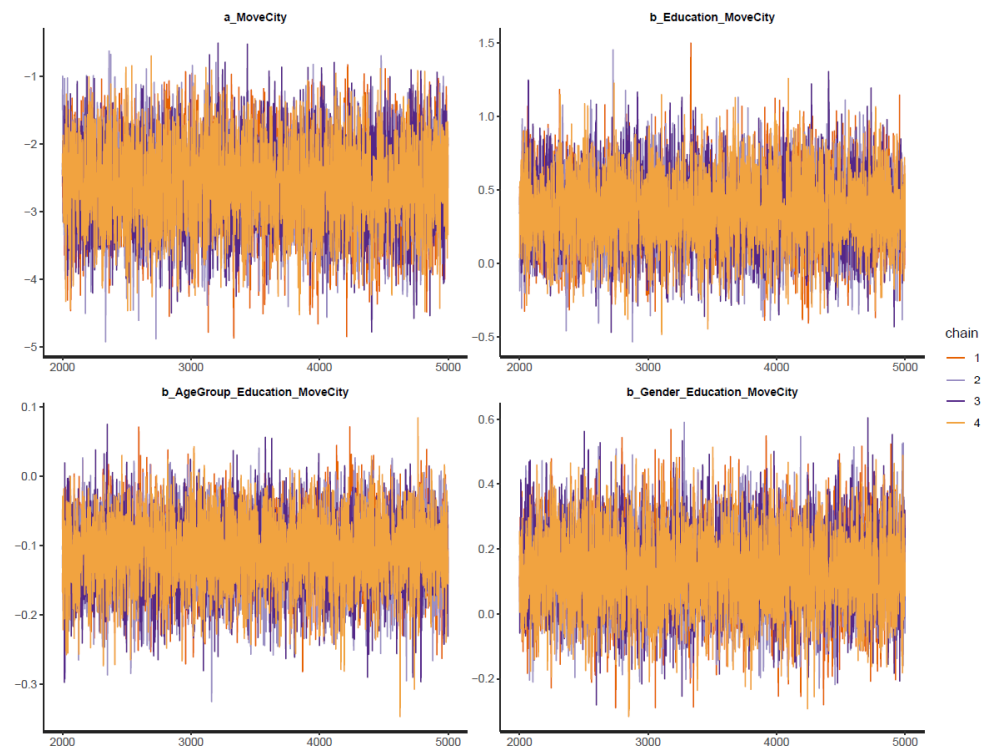 a_MoveCity
−1
−2
−3
−4
−5
2000 3000 4000 5000
b_Education_MoveCity
1.5
1.0
0.5
0.0
−0.5
2000 3000 4000 5000
b_AgeGroup_Education_MoveCity
0.1
0.0
−0.1
−0.2
−0.3
2000 3000 4000 5000
b_Gender_Education_MoveCity
0.6
0.4
0.2
0.0
−0.2
2000 3000 4000 5000
chain
1
2
3
4